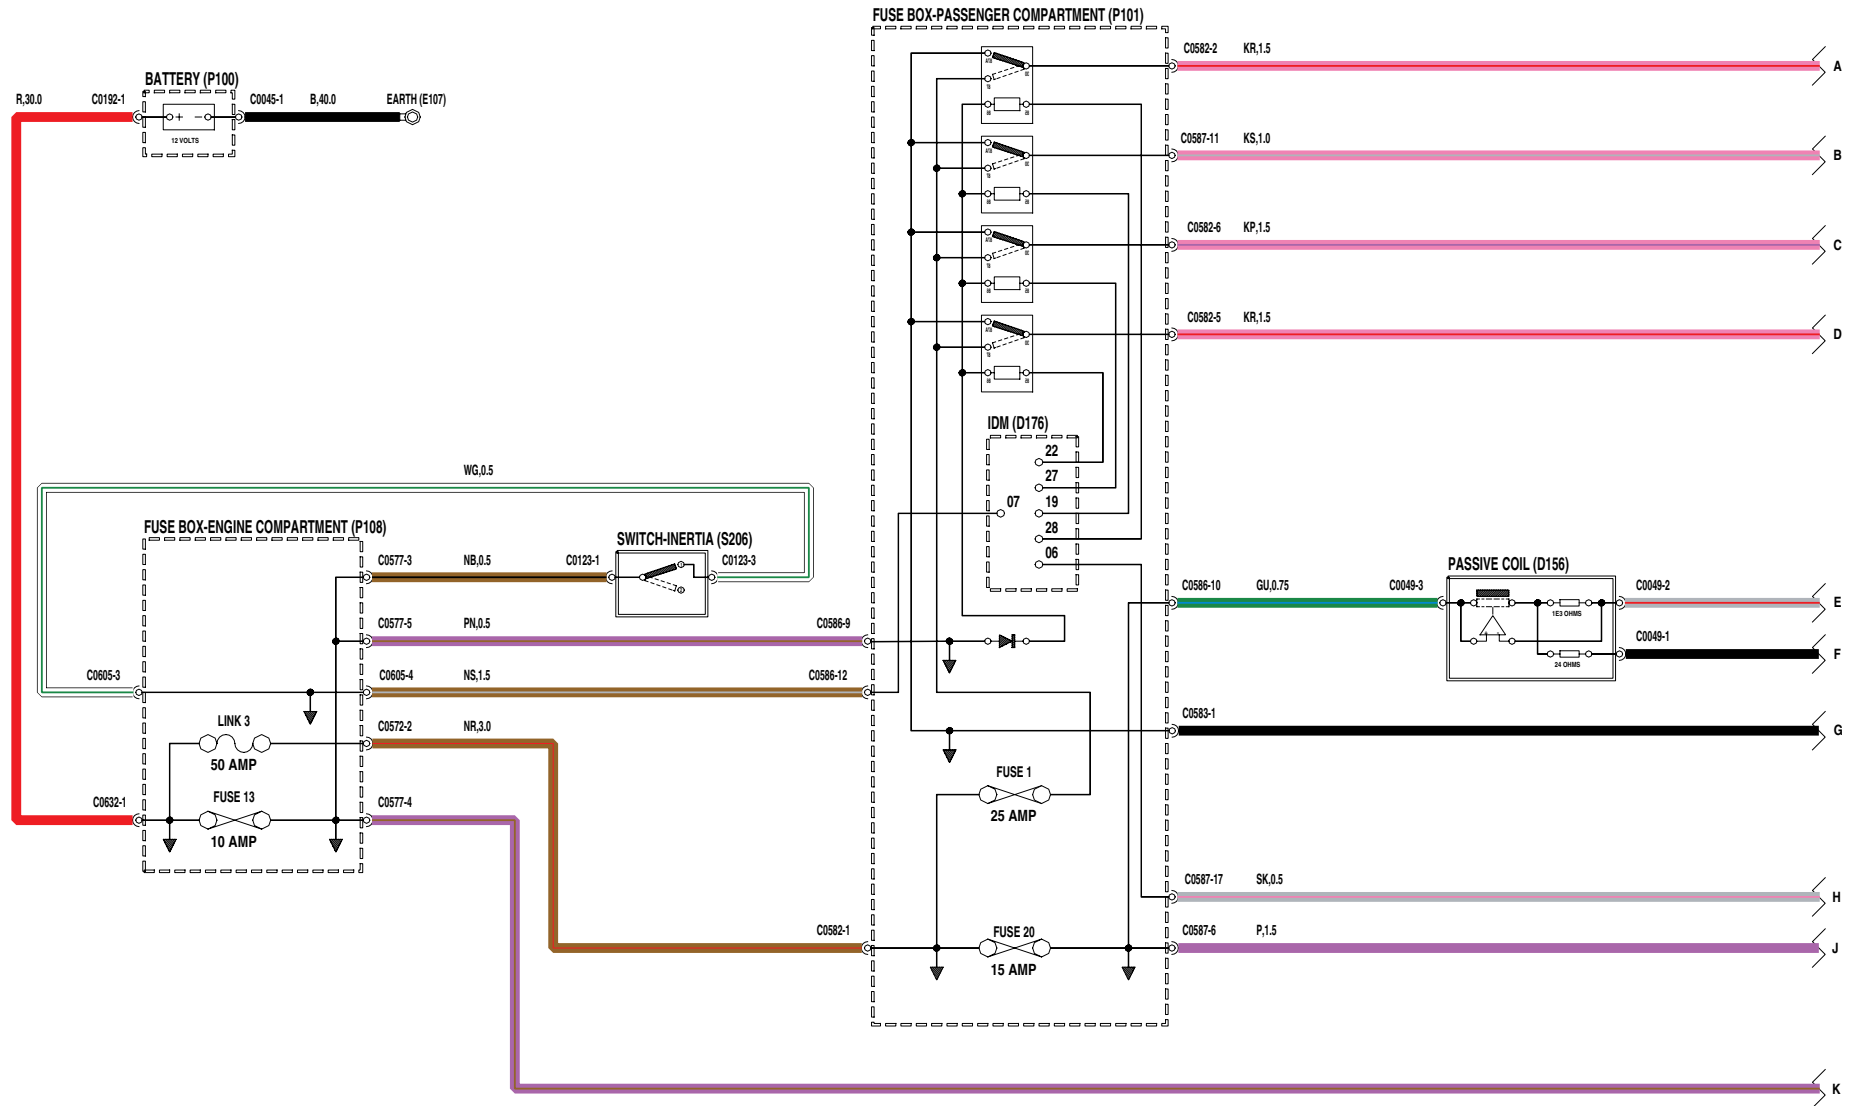 FUSE BOX-PASSENGER COMPARTMENT (P101)
C0582-2 KR,1.5
A
BATTERY (P100)
R,30.0 C0192-1 C0045-1 B,40.0 EARTH (E107)
+ −
12 VOLTS
C0587-11 KS,1.0
B
C0582-6 KP,1.5
C
C0582-5 KR,1.5
D
IDM (D176)
22
27
07 19
28
06
WG,0.5
FUSE BOX-ENGINE COMPARTMENT (P108)
SWITCH-INERTIA (S206)
C0577-3 NB,0.5 C0123-1 C0123-3
PASSIVE COIL (D156)
C0586-10 GU,0.75 C0049-3 C0049-2
E
1E3 OHMS
C0577-5 PN,0.5 C0586-9
C0049-1
F
24 OHMS
C0605-3 C0605-4 NS,1.5 C0586-12
C0583-1
G
LINK 3
50 AMP
C0572-2 NR,3.0
FUSE 1
25 AMP
C0632-1 FUSE 13 C0577-4
10 AMP
C0587-17 SK,0.5
H
C0582-1 FUSE 20 C0587-6 P,1.5
15 AMP
J
K